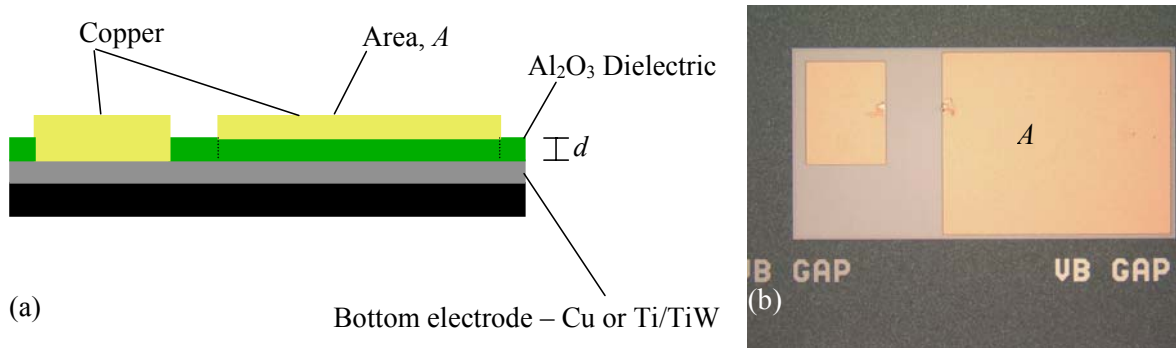 Copper
Area, A
Al₂O₃ Dielectric
d
Bottom electrode – Cu or Ti/TiW
(a)
A
VB GAP
VB GAP
(b)